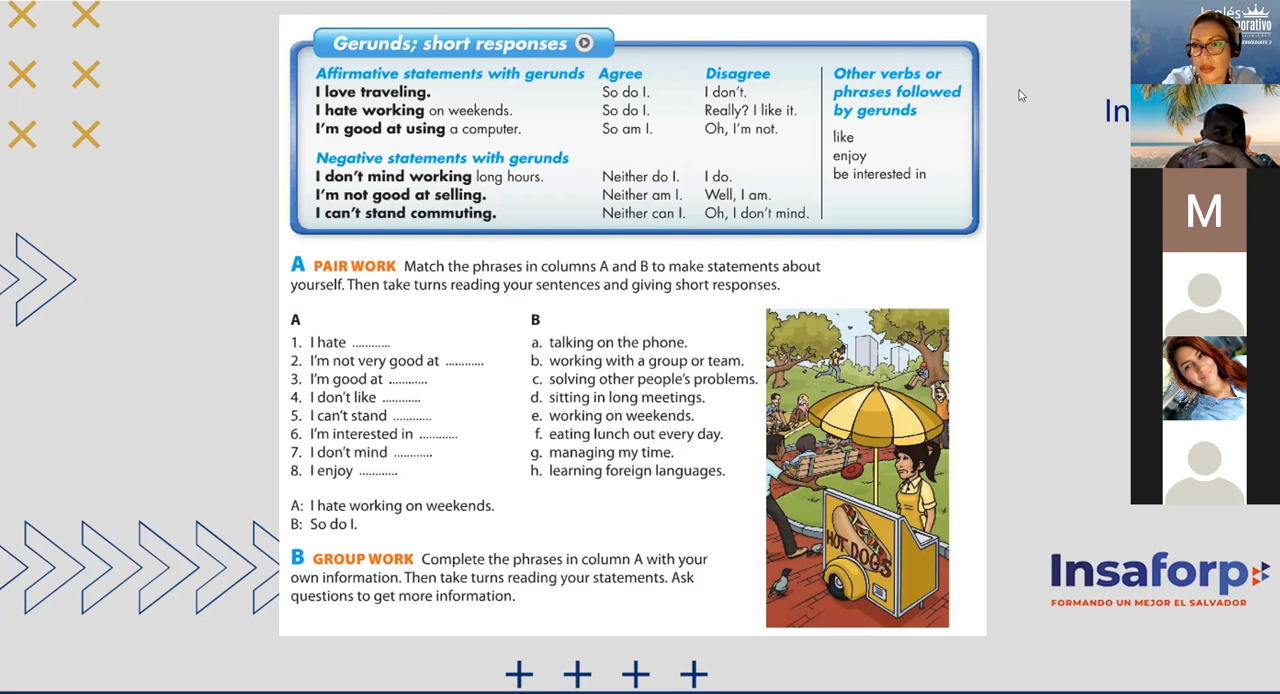 Gerunds; short responses
Affirmative statements with gerunds Agree Disagree
I love traveling. So do I. I don't.
I hate working on weekends. So do I. Really? I like it.
I'm good at using a computer. So am I. Oh, I'm not.
Negative statements with gerunds
I don't mind working long hours. Neither do I. I do.
I'm not good at selling. Neither am I. Well, I am.
I can't stand commuting. Neither can I. Oh, I don't mind.
Other verbs or
phrases followed
by gerunds
like
enjoy
be interested in
A PAIR WORK Match the phrases in columns A and B to make statements about
yourself. Then take turns reading your sentences and giving short responses.
A
1. I hate ............
2. I'm not very good at ............
3. I'm good at ............
4. I don't like ............
5. I can't stand ............
6. I'm interested in ............
7. I don't mind ............
8. I enjoy ............
B
a. talking on the phone.
b. working with a group or team.
c. solving other people's problems.
d. sitting in long meetings.
e. working on weekends.
f. eating lunch out every day.
g. managing my time.
h. learning foreign languages.
A: I hate working on weekends.
B: So do I.
B GROUP WORK Complete the phrases in column A with your
own information. Then take turns reading your statements. Ask
questions to get more information.
HOT DOGS
Inglés
In
M
Insaforp
FORMANDO UN MEJOR EL SALVADOR